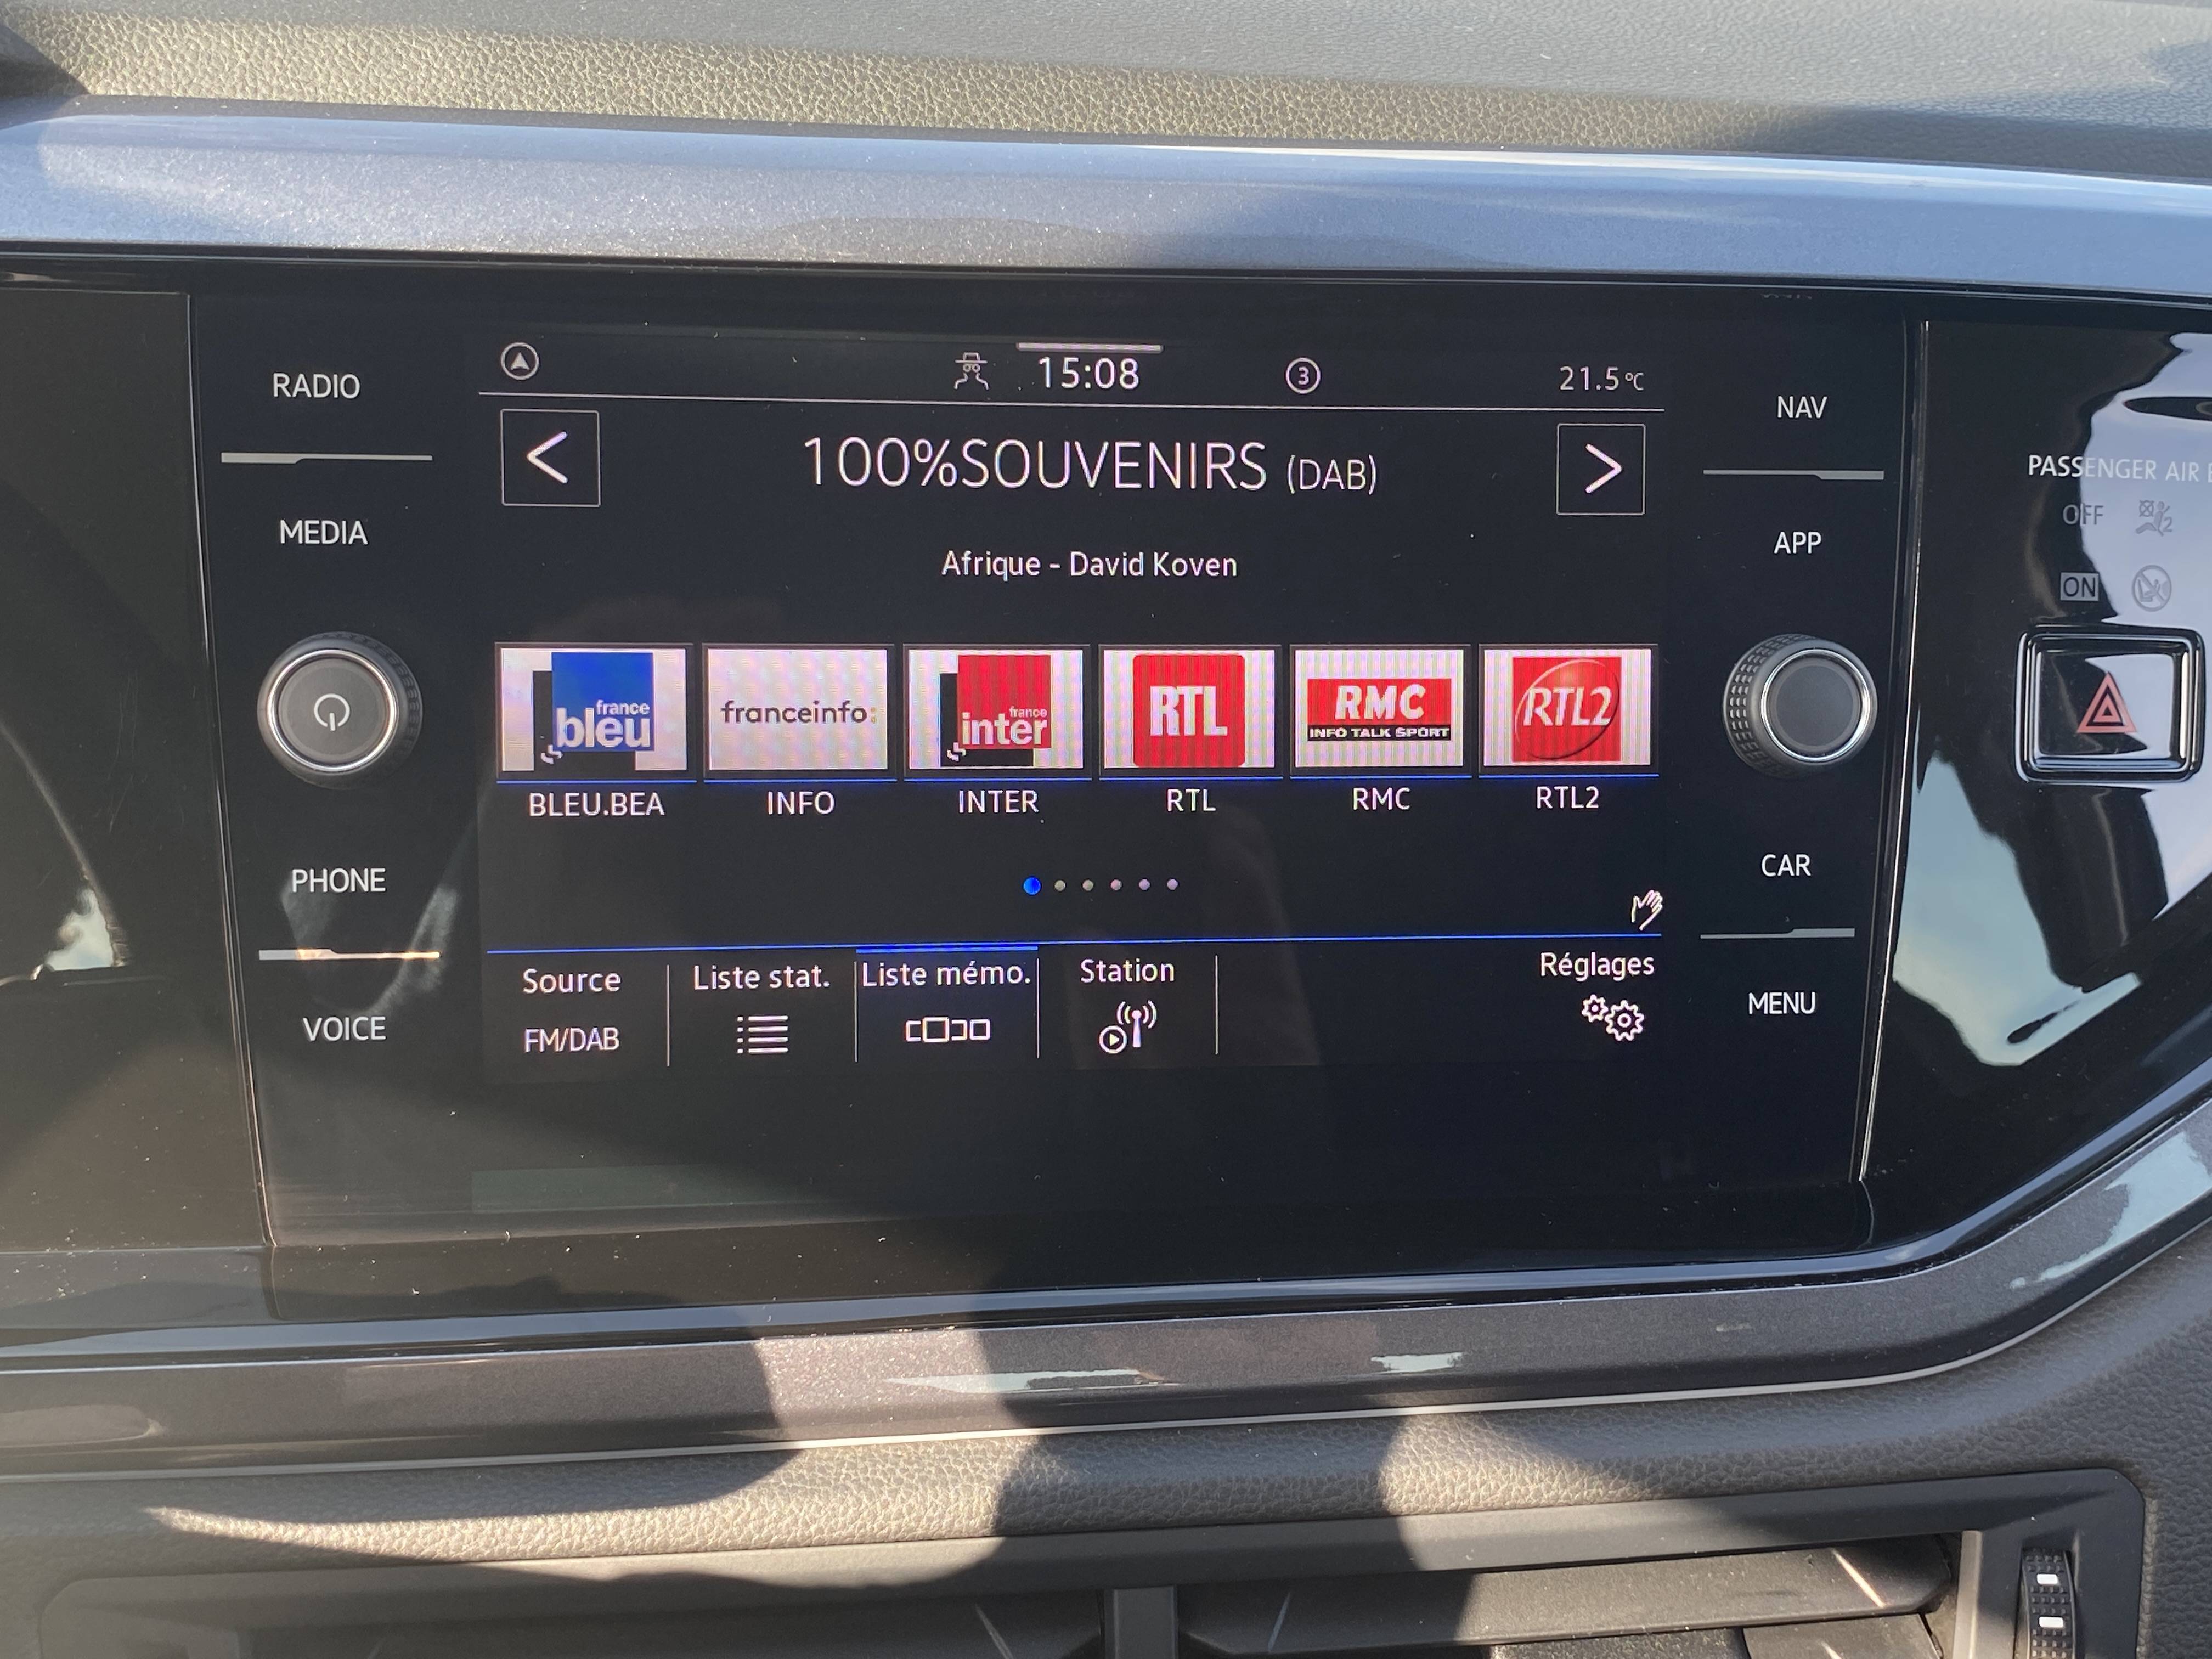 RADIO
MEDIA
PHONE
VOICE
15:08
3
21.5°C
100%SOUVENIRS (DAB)
Afrique - David Koven
france
bleu
franceinfo:
france
inter
RTL
RMC
INFO TALK SPORT
RTL2
BLEU.BEA
INFO
INTER
RTL
RMC
RTL2
Source
FM/DAB
Liste stat.
Liste mémo.
Station
Réglages
NAV
APP
CAR
MENU
PASSENGER AIR
OFF
2
ON